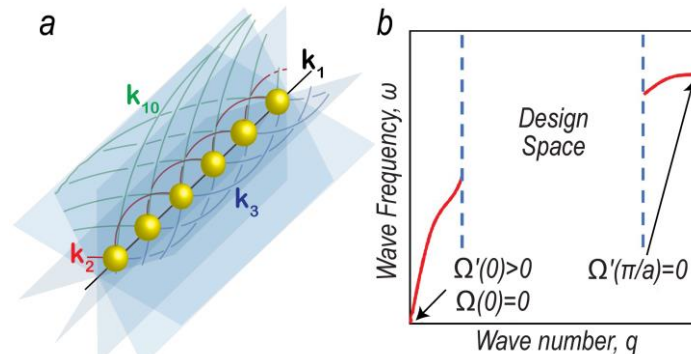 a
k₁
k₁₀
k₃
k₂
b
Wave Frequency, ω
Design
Space
Ω'(0)>0
Ω(0)=0
Ω'(π/a)=0
Wave number, q